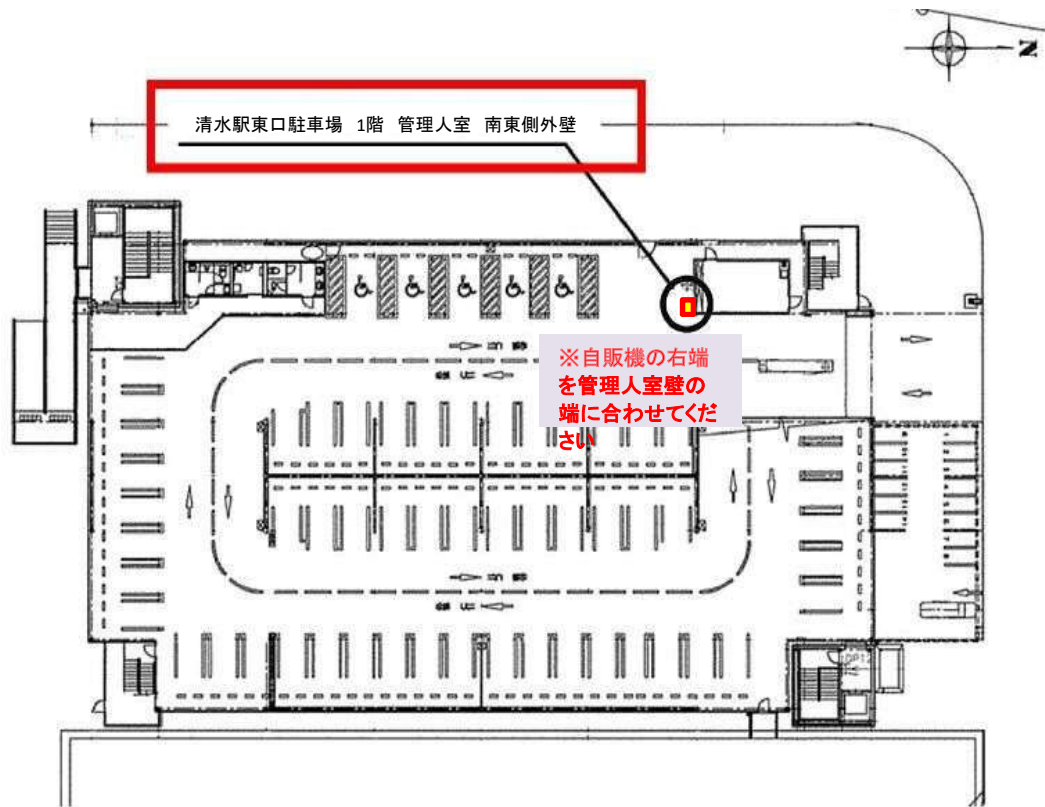 N
清水駅東口駐車場 1階 管理人室 南東側外壁
※自販機の右端
を管理人室壁の
端に合わせてくだ
さい